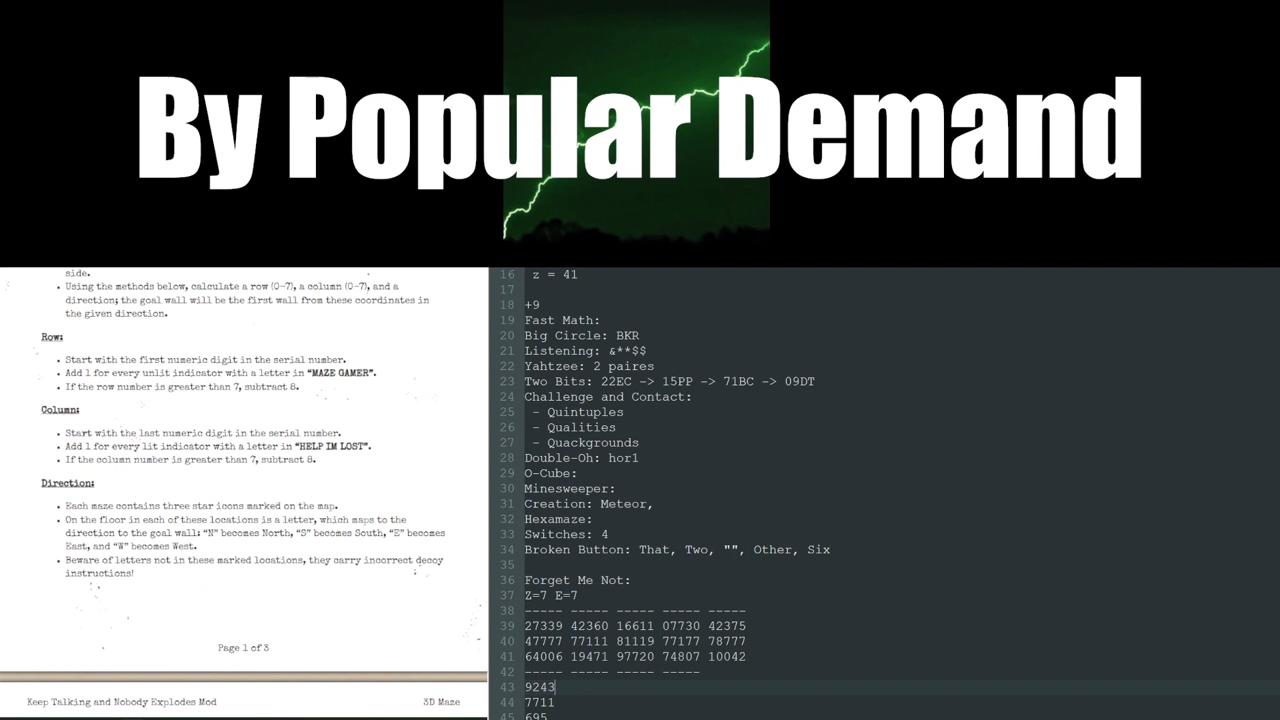 By Popular Demand
side.
Using the methods below, calculate a row (0-7), a column (0-7), and a
direction; the goal wall will be the first wall from these coordinates in
the given direction.
Row:
Start with the first numeric digit in the serial number.
Add 1 for every unlit indicator with a letter in "MAZE GAMER".
If the row number is greater than 7, subtract 8.
Column:
Start with the last numeric digit in the serial number.
Add 1 for every lit indicator with a letter in "HELP IM LOST".
If the column number is greater than 7, subtract 8.
Direction:
Each maze contains three star icons marked on the map.
On the floor in each of these locations is a letter, which maps to the
direction to the goal wall: "N" becomes North, "S" becomes South, "E" becomes
East, and "W" becomes West.
Beware of letters not in these marked locations, they carry incorrect decoy
instructions!
Page 1 of 3
Keep Talking and Nobody Explodes Mod 3D Maze
16 z = 41
17
18 +9
19 Fast Math:
20 Big Circle: BKR
21 Listening: &**$$
22 Yahtzee: 2 paires
23 Two Bits: 22EC -> 15PP -> 71BC -> 09DT
24 Challenge and Contact:
25 - Quintuples
26 - Qualities
27 - Quackgrounds
28 Double-Oh: hor1
29 O-Cube:
30 Minesweeper:
31 Creation: Meteor,
32 Hexamaze:
33 Switches: 4
34 Broken Button: That, Two, "", Other, Six
35
36 Forget Me Not:
37 Z=7 E=7
38 ----- ----- ----- ----- -----
39 27339 42360 16611 07730 42375
40 47777 77111 81119 77177 78777
41 64006 19471 97720 74807 10042
42 ----- ----- ----- -----
43 9243
44 7711
45 695